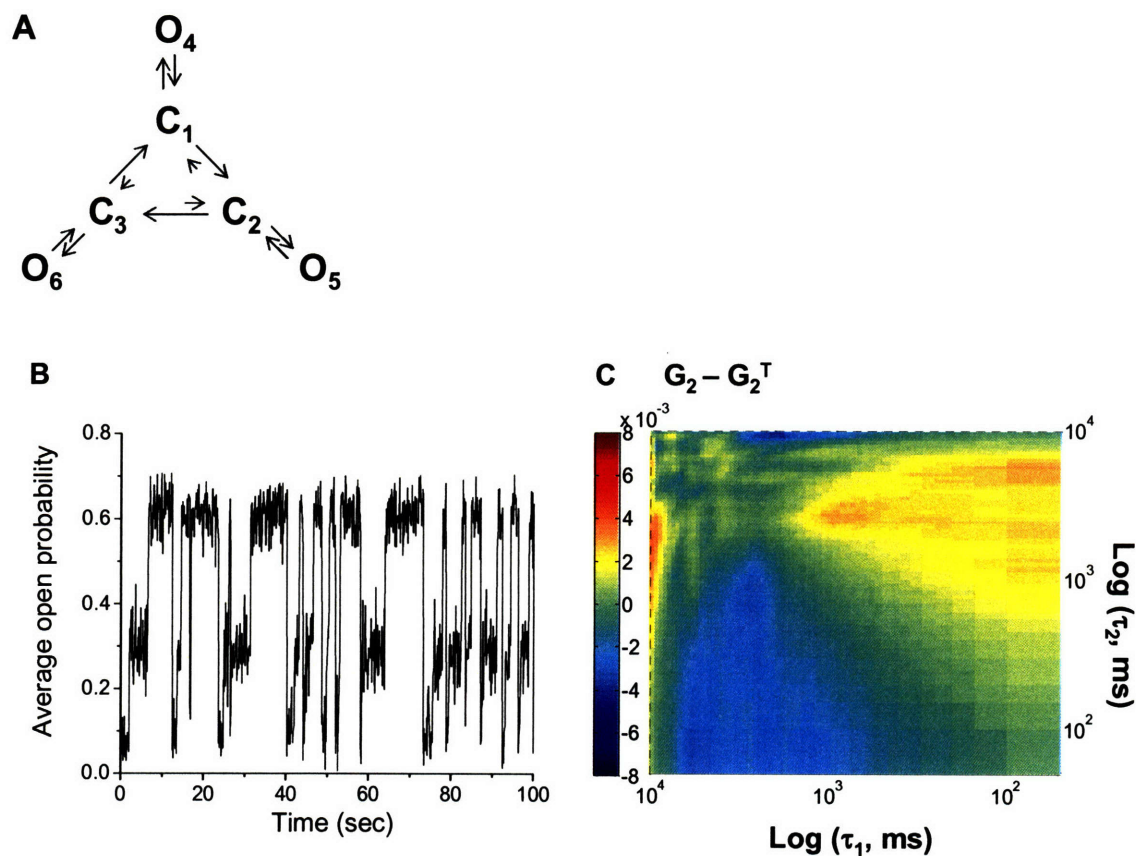 A
O₄
C₁
C₃ C₂
O₆ O₅
B
Average open probability
0.8
0.6
0.4
0.2
0.0
0 20 40 60 80 100
Time (sec)
C G₂ – G₂ᵀ
x 10⁻³
8
6
4
2
0
-2
-4
-6
-8
10⁴
10³
10²
Log (τ₂, ms)
10⁴ 10³ 10²
Log (τ₁, ms)